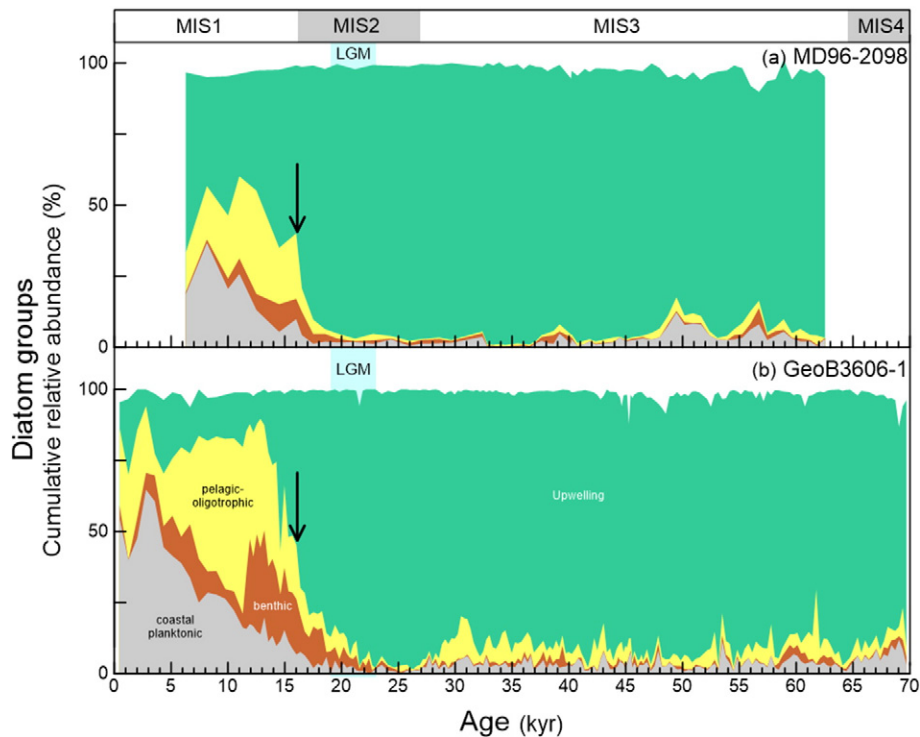 MIS1 MIS2 MIS3 MIS4
LGM
(a) MD96-2098
100
50
0
Diatom groups
Cumulative relative abundance (%)
LGM
(b) GeoB3606-1
100
50
0
pelagic-
oligotrophic
Upwelling
benthic
coastal
planktonic
0 5 10 15 20 25 30 35 40 45 50 55 60 65 70
Age (kyr)